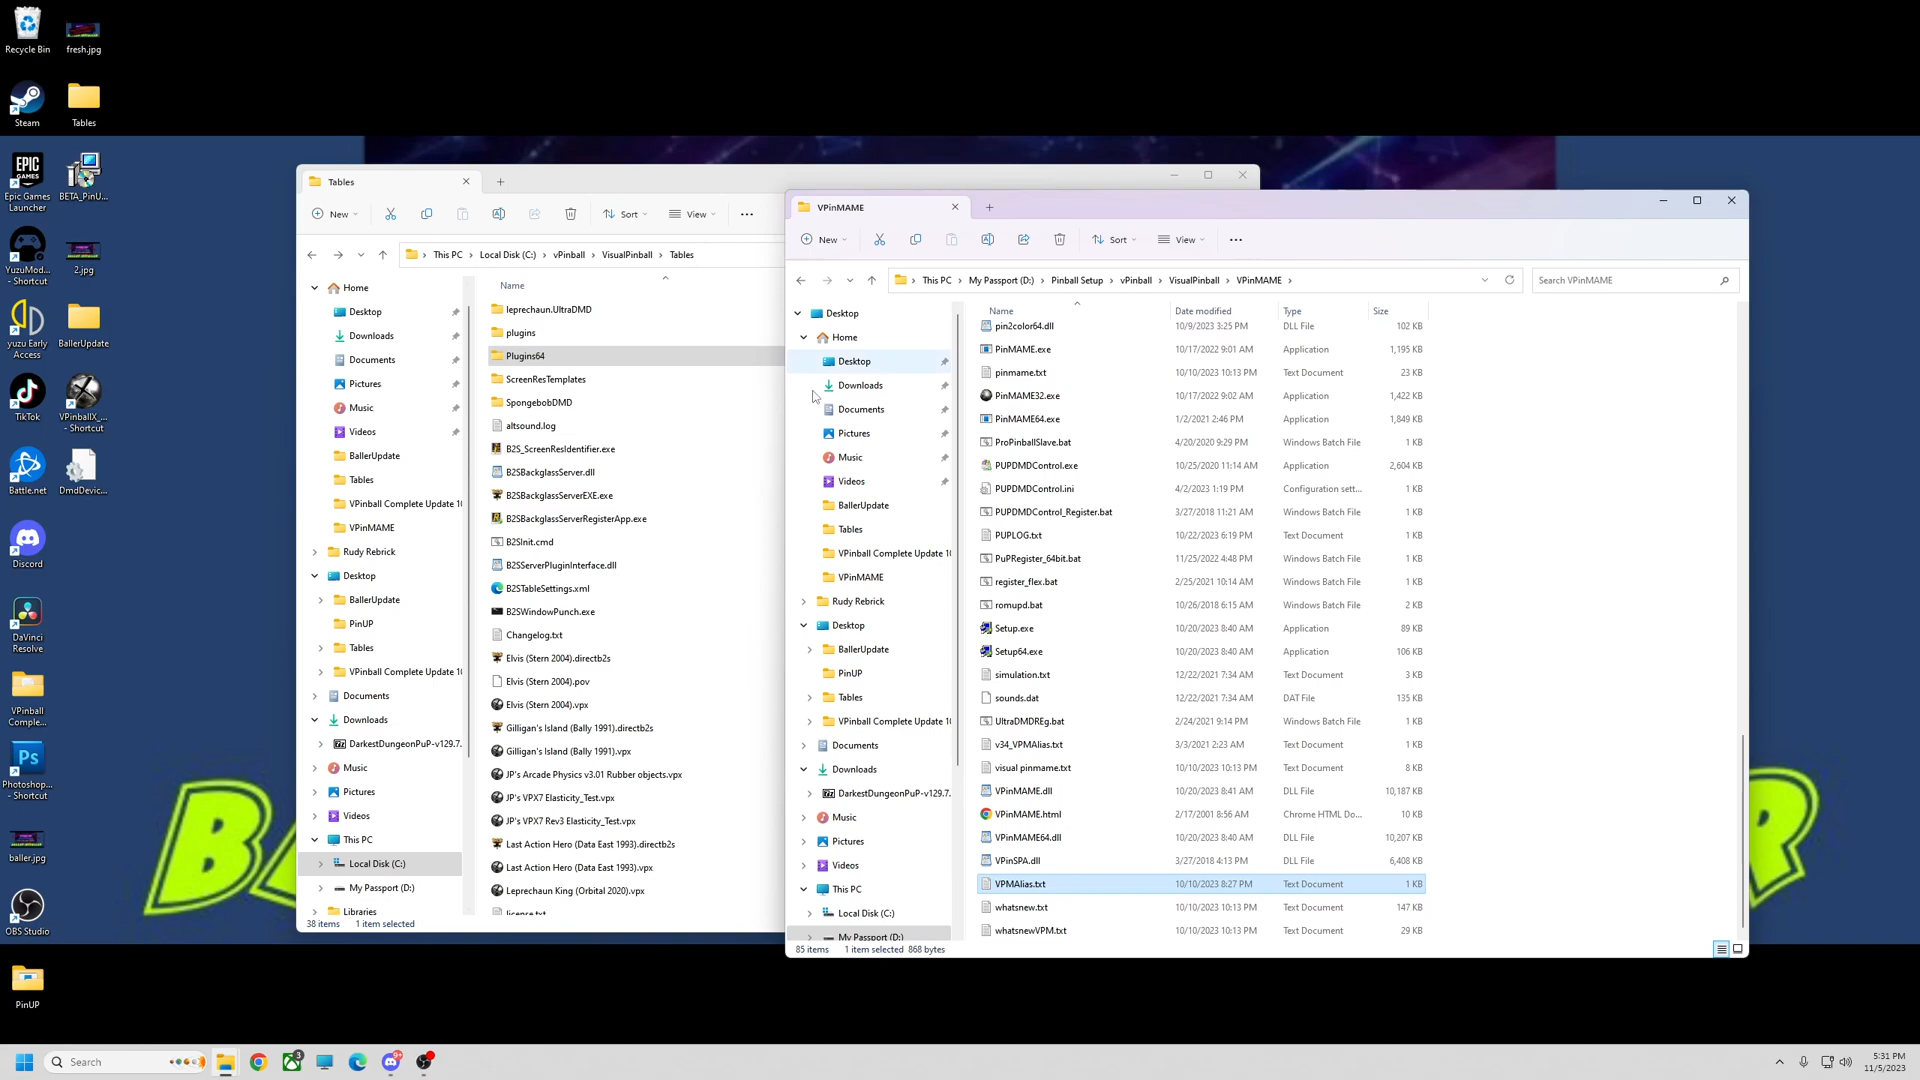 Recycle Bin
fresh.jpg
Steam
Tables
EPIC GAMES
Epic Games Launcher
BETA_PinU...
YuzuMod... - Shortcut
2.jpg
yuzu Early Access
BallerUpdate
TikTok
VPinballX_... - Shortcut
Battle.net
DmdDevic...
Discord
DaVinci Resolve
VPinball Comple...
Ps
Photoshop... - Shortcut
baller.jpg
OBS Studio
PinUP
Tables
New
Sort
View
This PC > Local Disk (C:) > vPinball > VisualPinball > Tables
Home
Desktop
Downloads
Documents
Pictures
Music
Videos
BallerUpdate
Tables
VPinball Complete Update 10
VPinMAME
Rudy Rebrick
Desktop
BallerUpdate
PinUP
Tables
VPinball Complete Update 10
Documents
Downloads
DarkestDungeonPuP-v129.7.
Music
Pictures
Videos
This PC
Local Disk (C:)
My Passport (D:)
Libraries
Name
leprechaun.UltraDMD
plugins
Plugins64
ScreenResTemplates
SpongebobDMD
altsound.log
B2S_ScreenResIdentifier.exe
B2SBackglassServer.dll
B2SBackglassServerEXE.exe
B2SBackglassServerRegisterApp.exe
B2SInit.cmd
B2SServerPluginInterface.dll
B2STableSettings.xml
B2SWindowPunch.exe
Changelog.txt
Elvis (Stern 2004).directb2s
Elvis (Stern 2004).pov
Elvis (Stern 2004).vpx
Gilligan's Island (Bally 1991).directb2s
Gilligan's Island (Bally 1991).vpx
JP's Arcade Physics v3.01 Rubber objects.vpx
JP's VPX7 Elasticity_Test.vpx
JP's VPX7 Rev3 Elasticity_Test.vpx
Last Action Hero (Data East 1993).directb2s
Last Action Hero (Data East 1993).vpx
Leprechaun King (Orbital 2020).vpx
license.txt
38 items 1 item selected
VPinMAME
New
Sort
View
This PC > My Passport (D:) > Pinball Setup > vPinball > VisualPinball > VPinMAME >
Search VPinMAME
Desktop
Home
Desktop
Downloads
Documents
Pictures
Music
Videos
BallerUpdate
Tables
VPinball Complete Update 10
VPinMAME
Rudy Rebrick
Desktop
BallerUpdate
PinUP
Tables
VPinball Complete Update 10
Documents
Downloads
DarkestDungeonPuP-v129.7.
Music
Pictures
Videos
This PC
Local Disk (C:)
My Passport (D:)
Name Date modified Type Size
pin2color64.dll 10/9/2023 3:25 PM DLL File 102 KB
PinMAME.exe 10/17/2022 9:01 AM Application 1,195 KB
pinmame.txt 10/10/2023 10:13 PM Text Document 23 KB
PinMAME32.exe 10/17/2022 9:02 AM Application 1,422 KB
PinMAME64.exe 1/2/2021 2:46 PM Application 1,849 KB
ProPinballSlave.bat 4/20/2020 9:29 PM Windows Batch File 1 KB
PUPDMDControl.exe 10/25/2020 11:14 AM Application 2,604 KB
PUPDMDControl.ini 4/2/2023 1:19 PM Configuration sett... 1 KB
PUPDMDControl_Register.bat 3/27/2018 11:21 AM Windows Batch File 1 KB
PUPLOG.txt 10/22/2023 6:19 PM Text Document 1 KB
PuPRegister_64bit.bat 11/25/2022 4:48 PM Windows Batch File 1 KB
register_flex.bat 2/25/2021 10:14 AM Windows Batch File 1 KB
romupd.bat 10/26/2018 6:15 AM Windows Batch File 2 KB
Setup.exe 10/20/2023 8:40 AM Application 89 KB
Setup64.exe 10/20/2023 8:40 AM Application 106 KB
simulation.txt 12/22/2021 7:34 AM Text Document 3 KB
sounds.dat 12/22/2021 7:34 AM DAT File 135 KB
UltraDMDREg.bat 2/24/2021 9:14 PM Windows Batch File 1 KB
v34_VPMAlias.txt 3/3/2021 2:23 AM Text Document 1 KB
visual pinmame.txt 10/10/2023 10:13 PM Text Document 8 KB
VPinMAME.dll 10/20/2023 8:41 AM DLL File 10,187 KB
VPinMAME.html 2/17/2001 8:56 AM Chrome HTML Do... 10 KB
VPinMAME64.dll 10/20/2023 8:40 AM DLL File 10,207 KB
VPinSPA.dll 3/27/2018 4:13 PM DLL File 6,408 KB
VPMAlias.txt 10/10/2023 8:27 PM Text Document 1 KB
whatsnew.txt 10/10/2023 10:13 PM Text Document 147 KB
whatsnewVPM.txt 10/10/2023 10:13 PM Text Document 29 KB
85 items 1 item selected 868 bytes
Search
3
9+
5:31 PM
11/5/2023